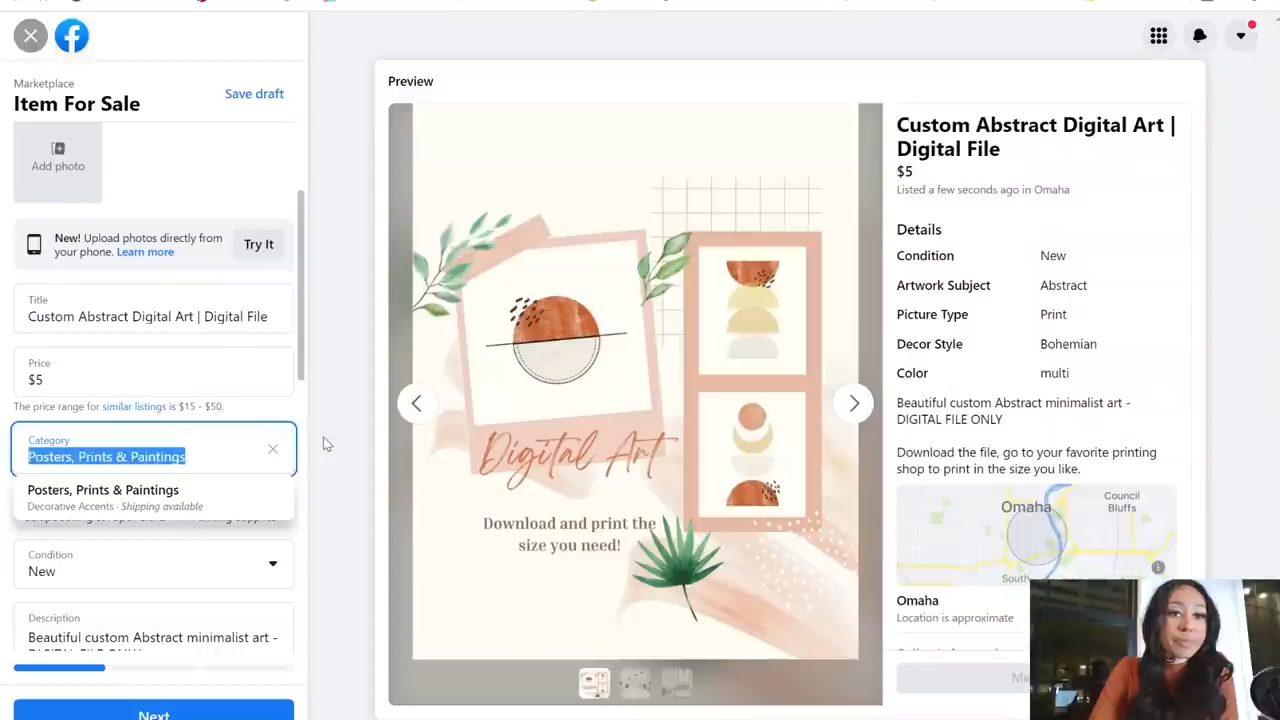 Marketplace
Item For Sale
Save draft
Add photo
New! Upload photos directly from
your phone. Learn more
Try It
Title
Custom Abstract Digital Art | Digital File
Price
$5
The price range for similar listings is $15 - $50.
Category
Posters, Prints & Paintings
Posters, Prints & Paintings
Decorative Accents · Shipping available
Condition
New
Description
Beautiful custom Abstract minimalist art -
DIGITAL FILE ONLY
Next
Preview
Digital Art
Download and print the
size you need!
Custom Abstract Digital Art |
Digital File
$5
Listed a few seconds ago in Omaha
Details
Condition New
Artwork Subject Abstract
Picture Type Print
Decor Style Bohemian
Color multi
Beautiful custom Abstract minimalist art -
DIGITAL FILE ONLY
Download the file, go to your favorite printing
shop to print in the size you like.
Omaha
Council
Bluffs
South
Omaha
Location is approximate